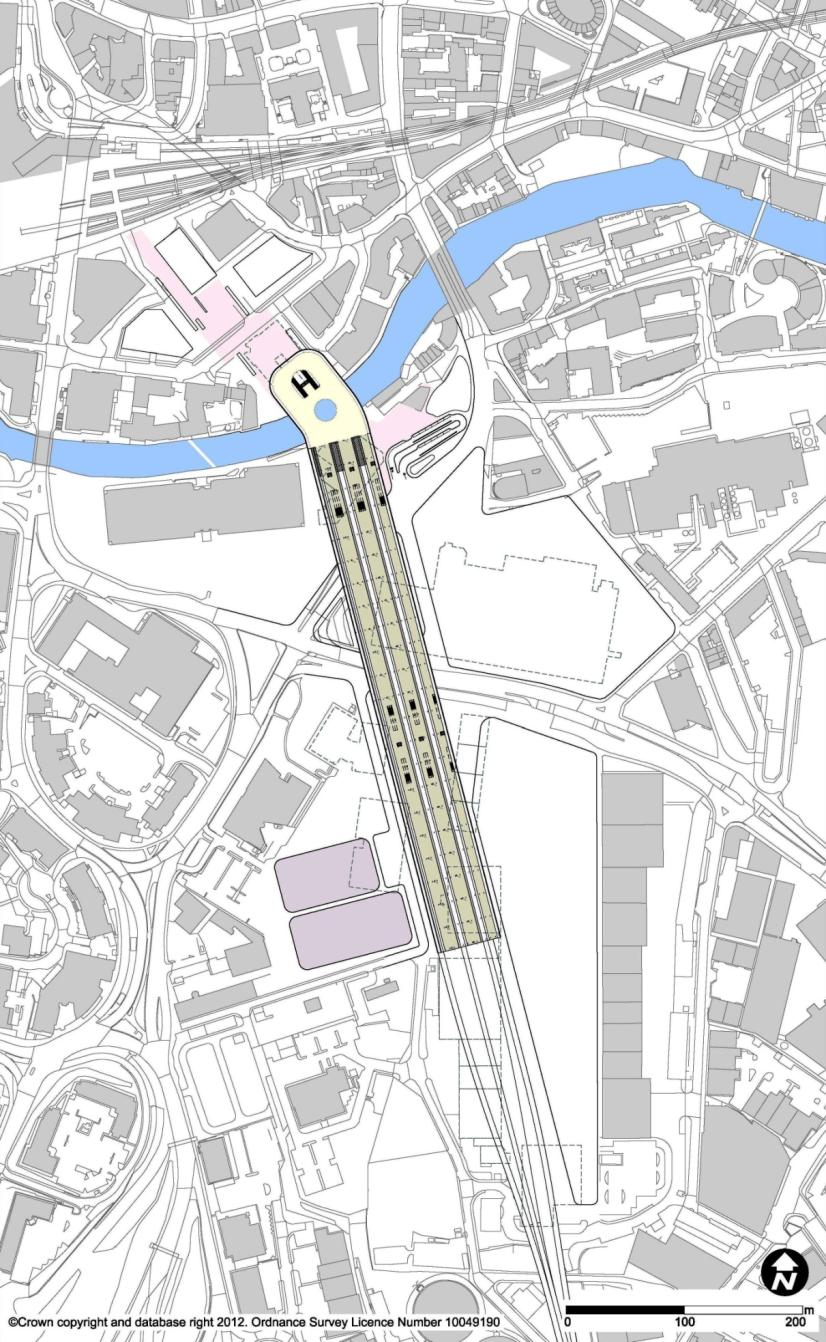 H
N
©Crown copyright and database right 2012. Ordnance Survey Licence Number 10049190
0 100 200 m